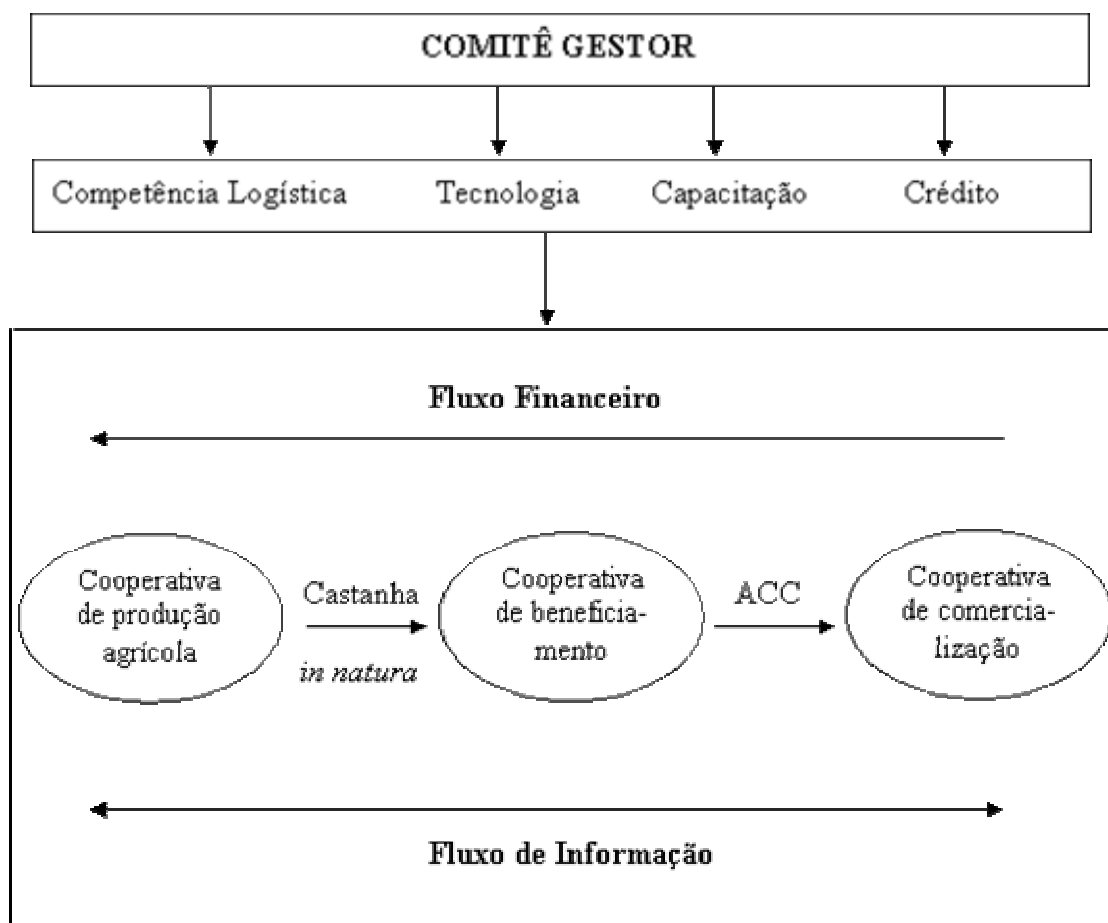 COMITÊ GESTOR
Competência Logística Tecnologia Capacitação Crédito
Fluxo Financeiro
Cooperativa
de produção
agrícola
Castanha
in natura
Cooperativa
de beneficia-
mento
ACC
Cooperativa
de comercia-
lização
Fluxo de Informação